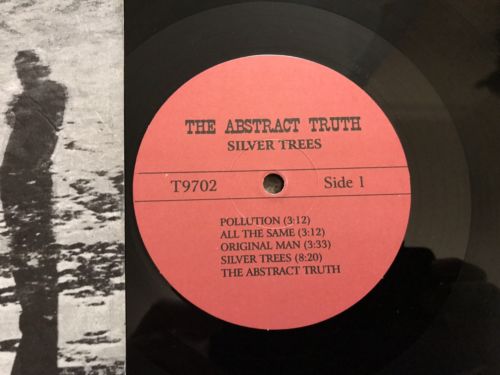 THE ABSTRACT TRUTH
SILVER TREES
T9702 Side 1
POLLUTION (3:12)
ALL THE SAME (3:12)
ORIGINAL MAN (3:33)
SILVER TREES (8:20)
THE ABSTRACT TRUTH